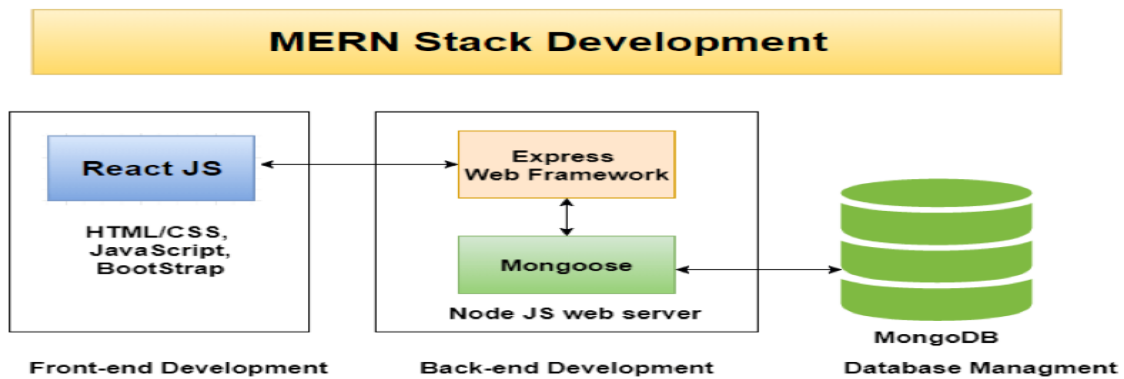 MERN Stack Development
React JS
HTML/CSS,
JavaScript,
BootStrap
Front-end Development
Express
Web Framework
Mongoose
Node JS web server
Back-end Development
MongoDB
Database Managment